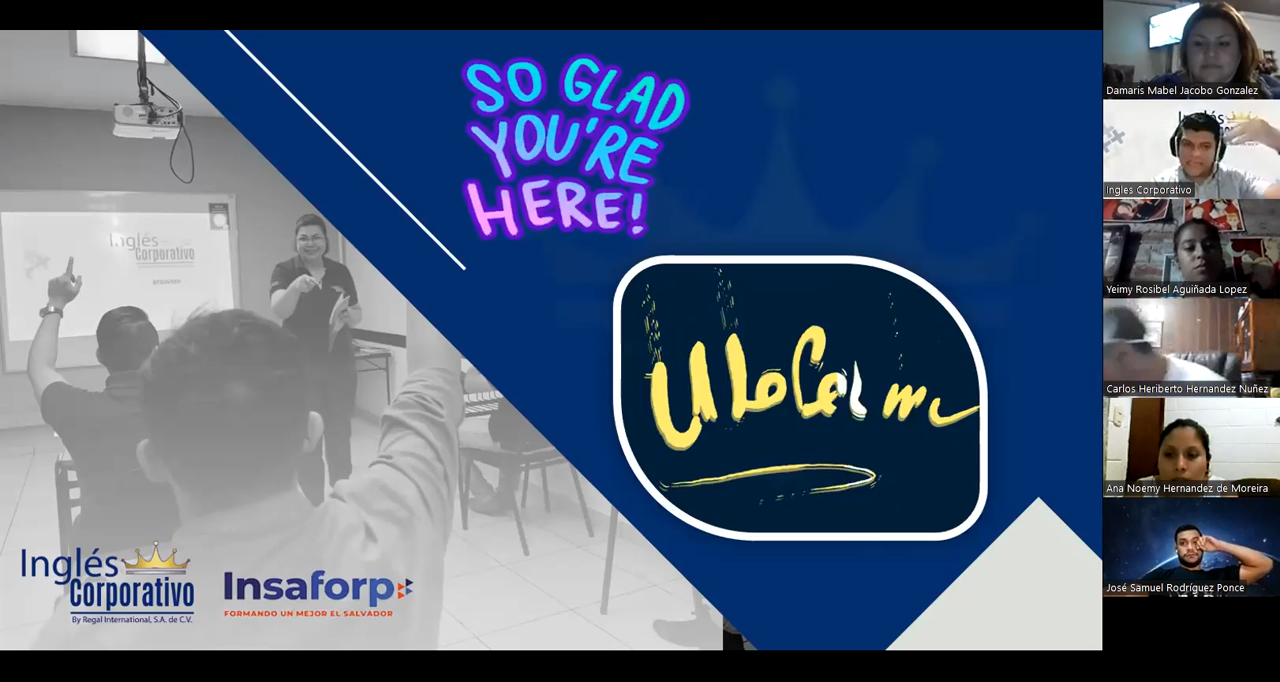 SO GLAD
YOU'RE
HERE!
Inglés
Corporativo
Inglés
Corporativo
By Regal International, S.A. de C.V.
Insaforp
FORMANDO UN MEJOR EL SALVADOR
Damaris Mabel Jacobo Gonzalez
Ingles Corporativo
Yeimy Rosibel Aguiñada Lopez
Carlos Heriberto Hernandez Nuñez
Ana Noemy Hernandez de Moreira
José Samuel Rodríguez Ponce